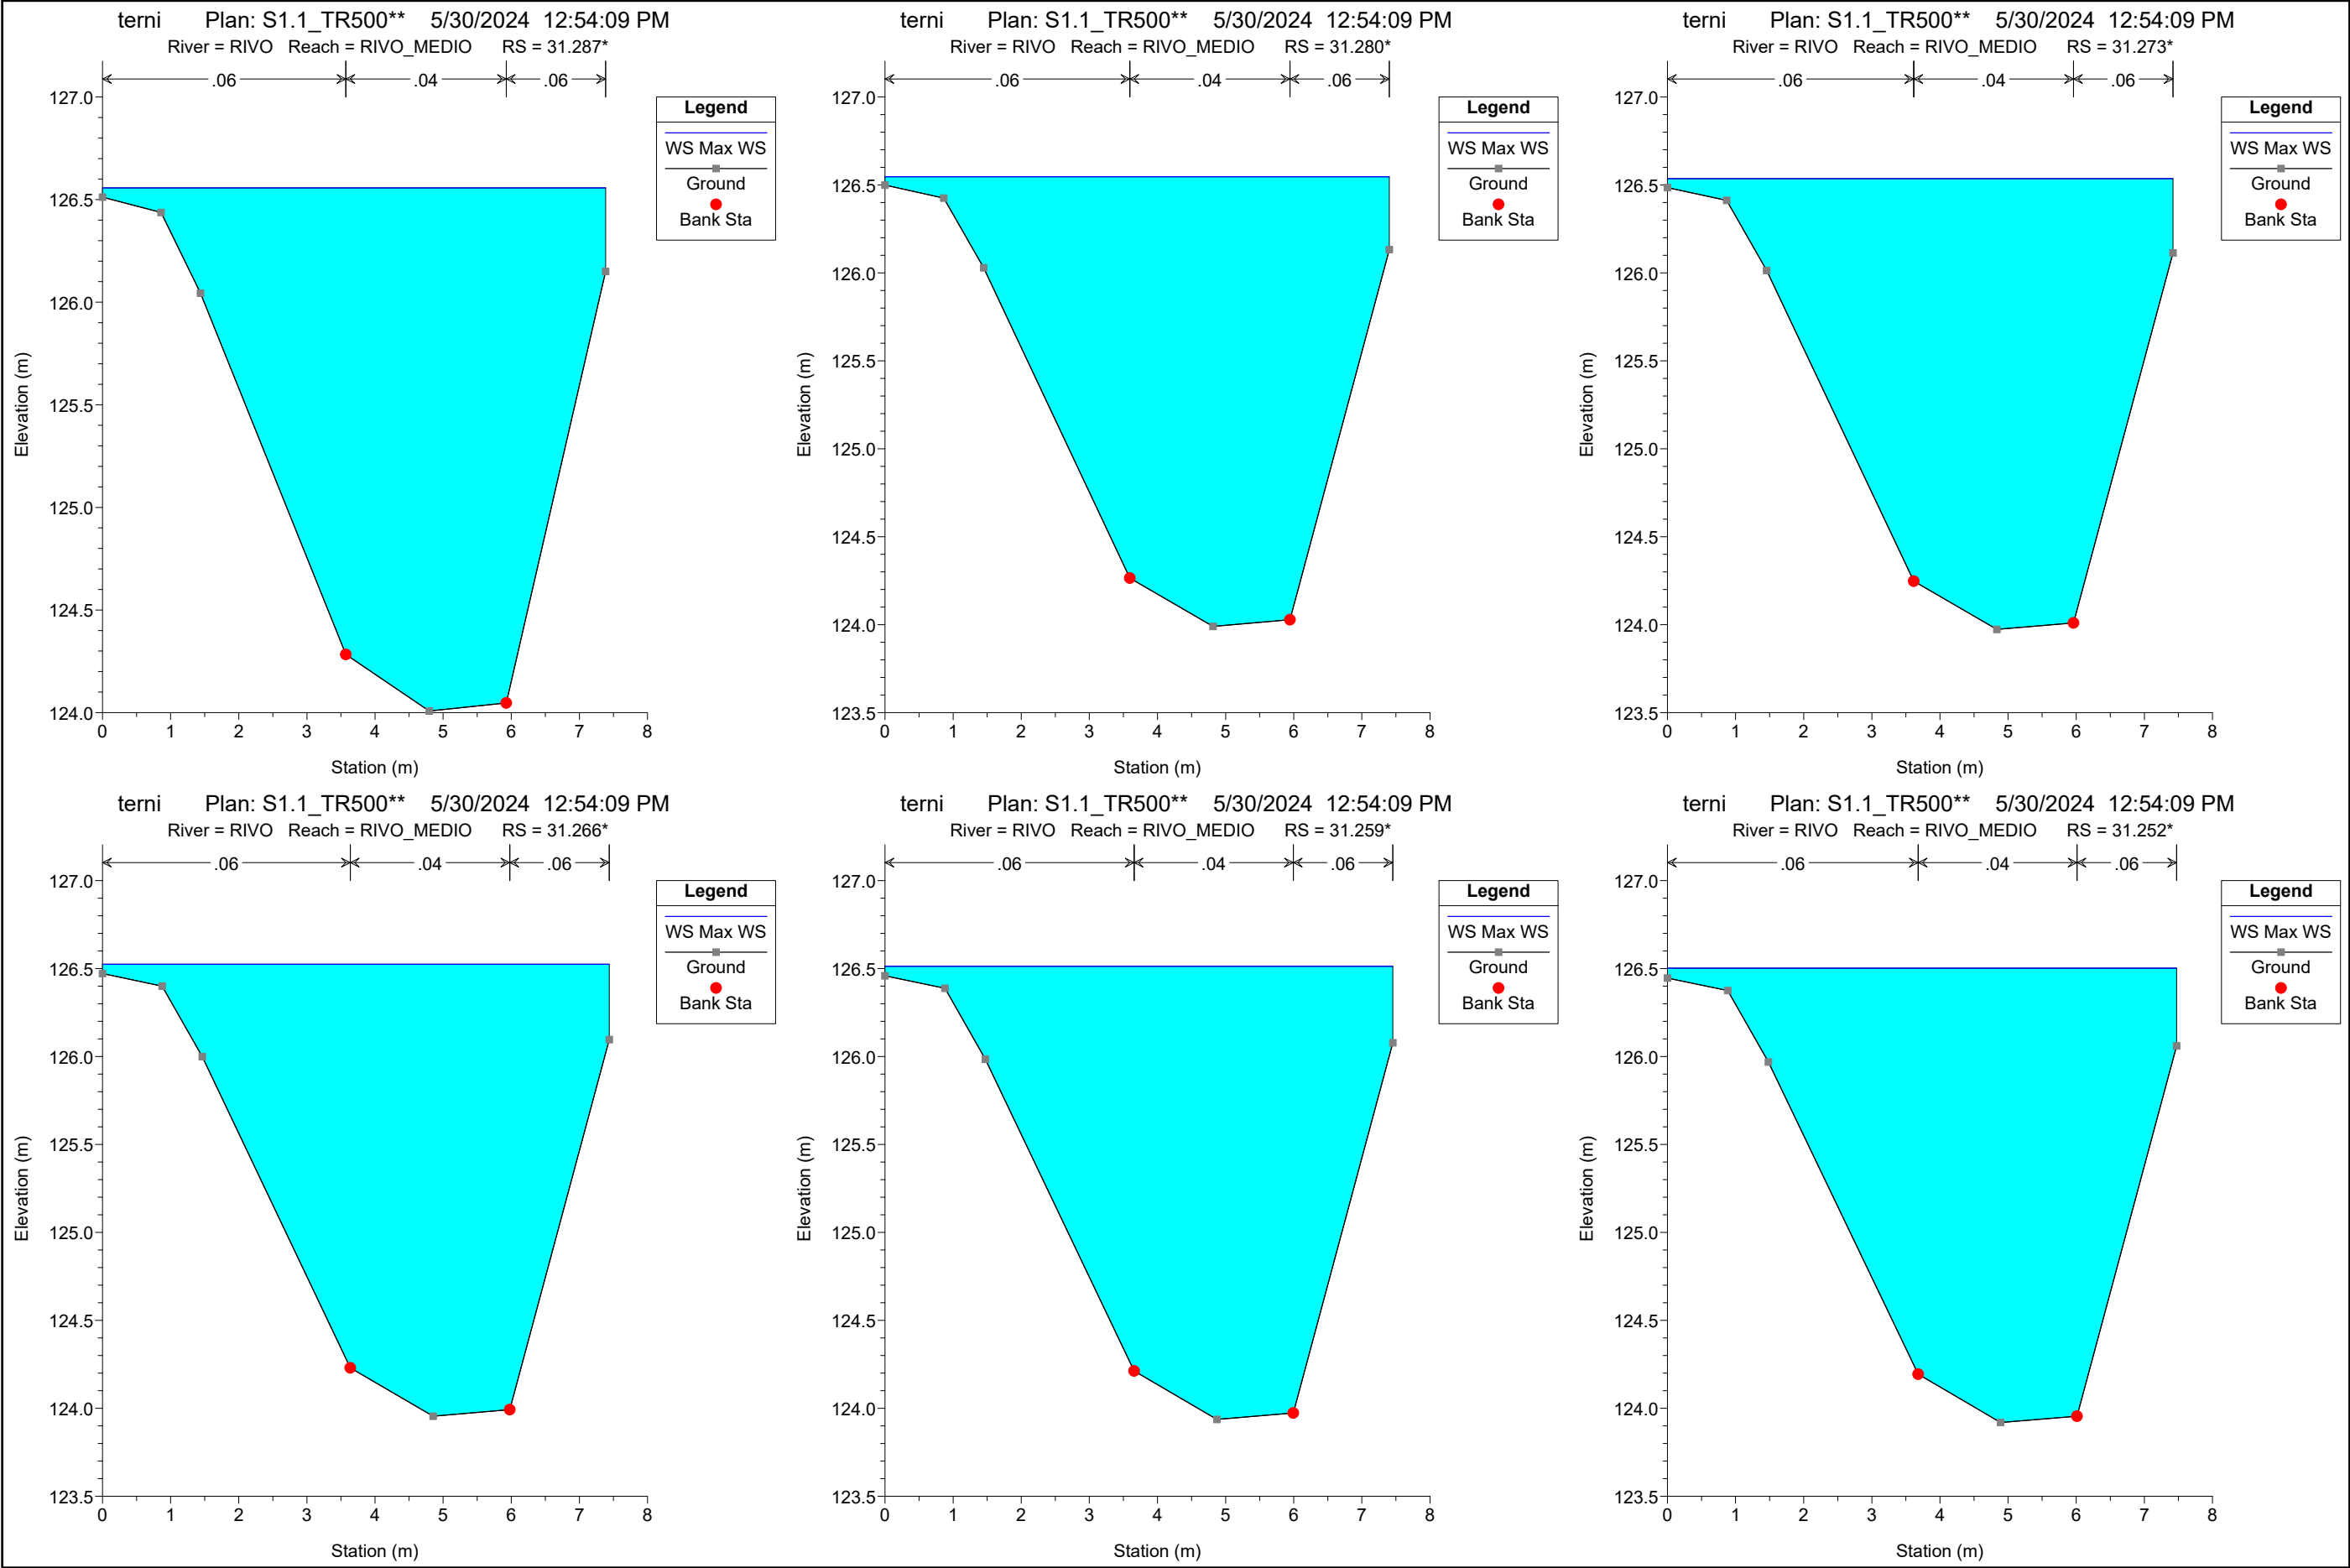 terni Plan: S1.1_TR500** 5/30/2024 12:54:09 PM
River = RIVO Reach = RIVO_MEDIO RS = 31.287*
.06 .04 .06
127.0
126.5
126.0
125.5
125.0
124.5
124.0
0 1 2 3 4 5 6 7 8
Station (m)
Elevation (m)
Legend
WS Max WS
Ground
Bank Sta
terni Plan: S1.1_TR500** 5/30/2024 12:54:09 PM
River = RIVO Reach = RIVO_MEDIO RS = 31.280*
.06 .04 .06
127.0
126.5
126.0
125.5
125.0
124.5
124.0
123.5
0 1 2 3 4 5 6 7 8
Station (m)
Elevation (m)
Legend
WS Max WS
Ground
Bank Sta
terni Plan: S1.1_TR500** 5/30/2024 12:54:09 PM
River = RIVO Reach = RIVO_MEDIO RS = 31.273*
.06 .04 .06
127.0
126.5
126.0
125.5
125.0
124.5
124.0
123.5
0 1 2 3 4 5 6 7 8
Station (m)
Elevation (m)
Legend
WS Max WS
Ground
Bank Sta
terni Plan: S1.1_TR500** 5/30/2024 12:54:09 PM
River = RIVO Reach = RIVO_MEDIO RS = 31.266*
.06 .04 .06
127.0
126.5
126.0
125.5
125.0
124.5
124.0
123.5
0 1 2 3 4 5 6 7 8
Station (m)
Elevation (m)
Legend
WS Max WS
Ground
Bank Sta
terni Plan: S1.1_TR500** 5/30/2024 12:54:09 PM
River = RIVO Reach = RIVO_MEDIO RS = 31.259*
.06 .04 .06
127.0
126.5
126.0
125.5
125.0
124.5
124.0
123.5
0 1 2 3 4 5 6 7 8
Station (m)
Elevation (m)
Legend
WS Max WS
Ground
Bank Sta
terni Plan: S1.1_TR500** 5/30/2024 12:54:09 PM
River = RIVO Reach = RIVO_MEDIO RS = 31.252*
.06 .04 .06
127.0
126.5
126.0
125.5
125.0
124.5
124.0
123.5
0 1 2 3 4 5 6 7 8
Station (m)
Elevation (m)
Legend
WS Max WS
Ground
Bank Sta